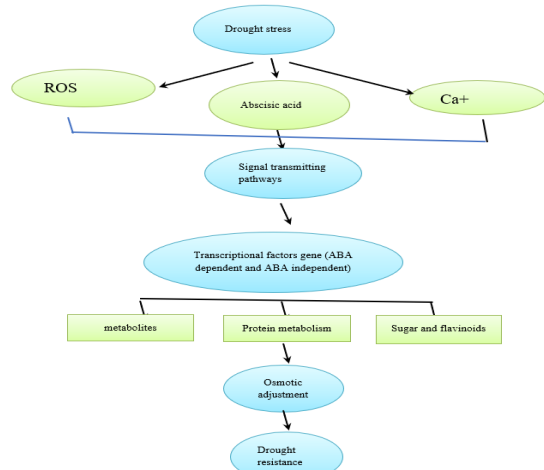 Drought stress
ROS
Abscisic acid
Ca+
Signal transmitting
pathways
Transcriptional factors gene (ABA
dependent and ABA independent)
metabolites
Protein metabolism
Sugar and flavinoids
Osmotic
adjustment
Drought
resistance